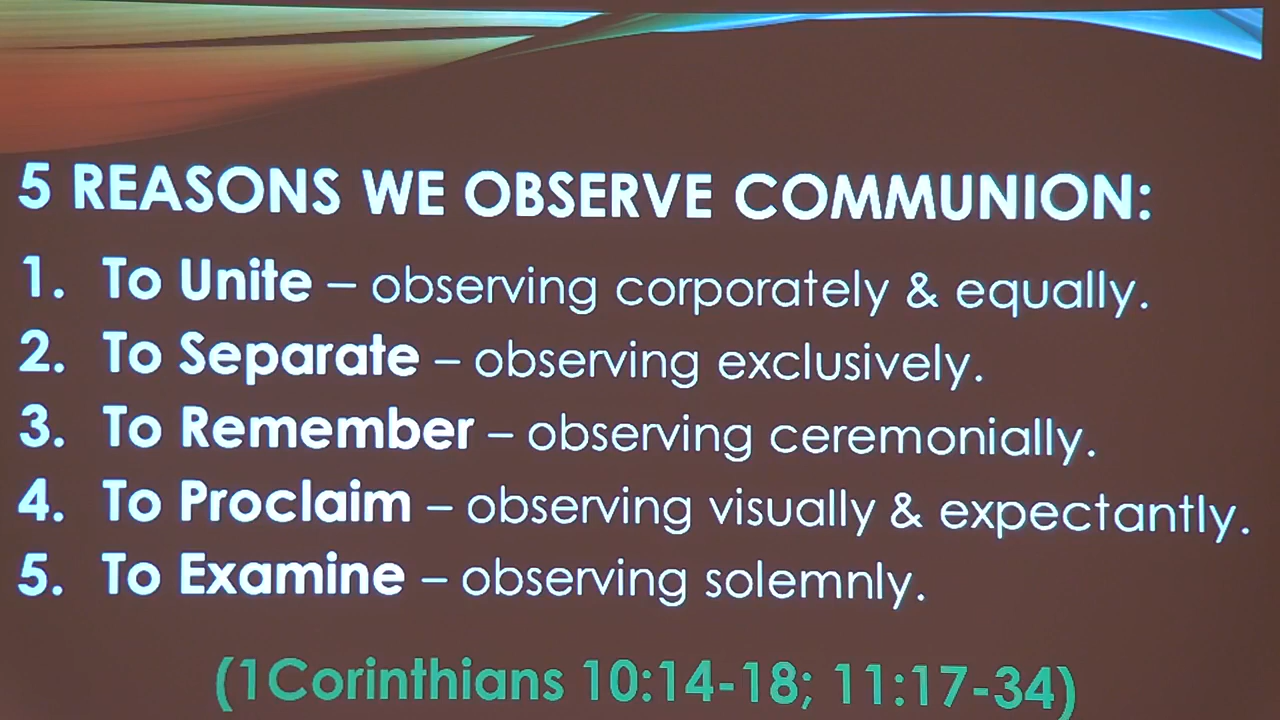 5 REASONS WE OBSERVE COMMUNION:
1. To Unite – observing corporately & equally.
2. To Separate – observing exclusively.
3. To Remember – observing ceremonially.
4. To Proclaim – observing visually & expectantly.
5. To Examine – observing solemnly.
(1Corinthians 10:14-18; 11:17-34)